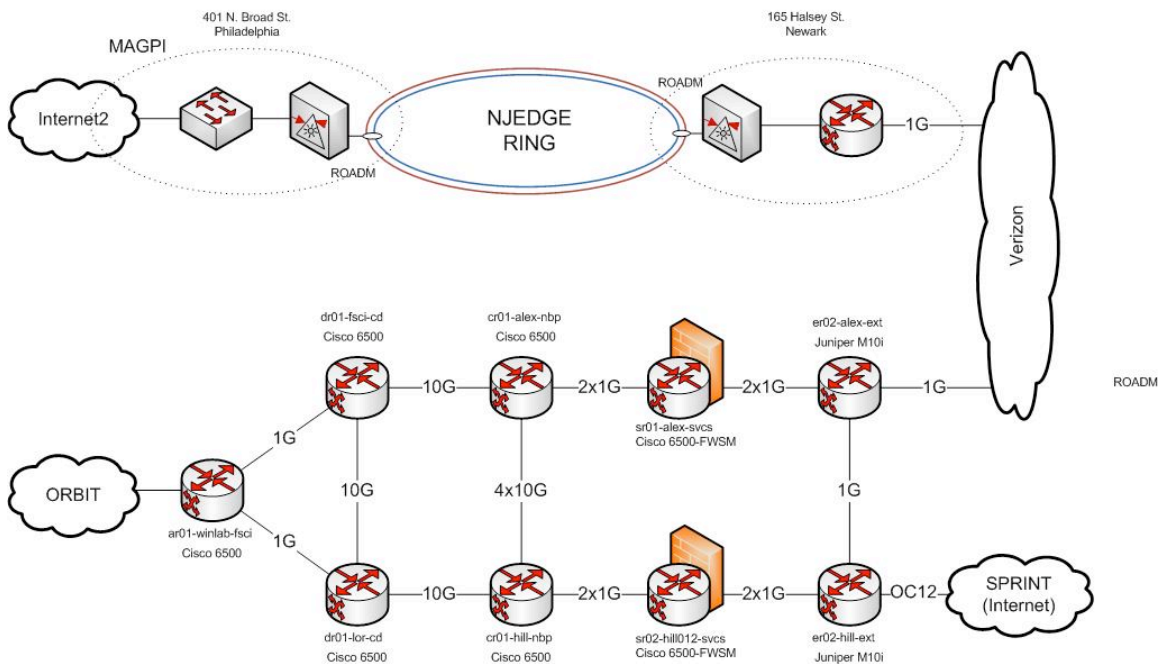 401 N. Broad St.
Philadelphia
165 Halsey St.
Newark
MAGPI
ROADM
Internet2
NJEDGE
RING
1G
ROADM
Verizon
dr01-fsci-cd
Cisco 6500
cr01-alex-nbp
Cisco 6500
er02-alex-ext
Juniper M10i
ROADM
10G
2x1G
2x1G
1G
sr01-alex-svcs
Cisco 6500-FWSM
1G
ORBIT
10G
4x10G
1G
ar01-winlab-fsci
Cisco 6500
1G
10G
2x1G
2x1G
OC12
SPRINT
(Internet)
dr01-lor-cd
Cisco 6500
cr01-hill-nbp
Cisco 6500
sr02-hill012-svcs
Cisco 6500-FWSM
er02-hill-ext
Juniper M10i